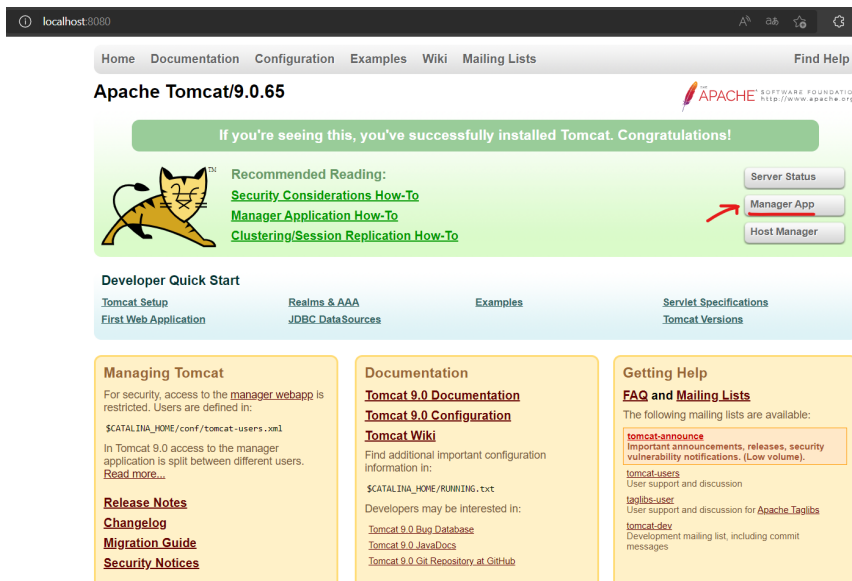 localhost:8080
Home Documentation Configuration Examples Wiki Mailing Lists Find Help
Apache Tomcat/9.0.65
THE
APACHE SOFTWARE FOUNDATIO
http://www.apache.org
If you're seeing this, you've successfully installed Tomcat. Congratulations!
TM
Recommended Reading:
Security Considerations How-To
Manager Application How-To
Clustering/Session Replication How-To
Server Status
Manager App
Host Manager
Developer Quick Start
Tomcat Setup
First Web Application
Realms & AAA
JDBC DataSources
Examples
Servlet Specifications
Tomcat Versions
Managing Tomcat
For security, access to the manager webapp is
restricted. Users are defined in:
$CATALINA_HOME/conf/tomcat-users.xml
In Tomcat 9.0 access to the manager
application is split between different users.
Read more...
Release Notes
Changelog
Migration Guide
Security Notices
Documentation
Tomcat 9.0 Documentation
Tomcat 9.0 Configuration
Tomcat Wiki
Find additional important configuration
information in:
$CATALINA_HOME/RUNNING.txt
Developers may be interested in:
Tomcat 9.0 Bug Database
Tomcat 9.0 JavaDocs
Tomcat 9.0 Git Repository at GitHub
Getting Help
FAQ and Mailing Lists
The following mailing lists are available:
tomcat-announce
Important announcements, releases, security
vulnerability notifications. (Low volume).
tomcat-users
User support and discussion
taglibs-user
User support and discussion for Apache Taglibs
tomcat-dev
Development mailing list, including commit
messages